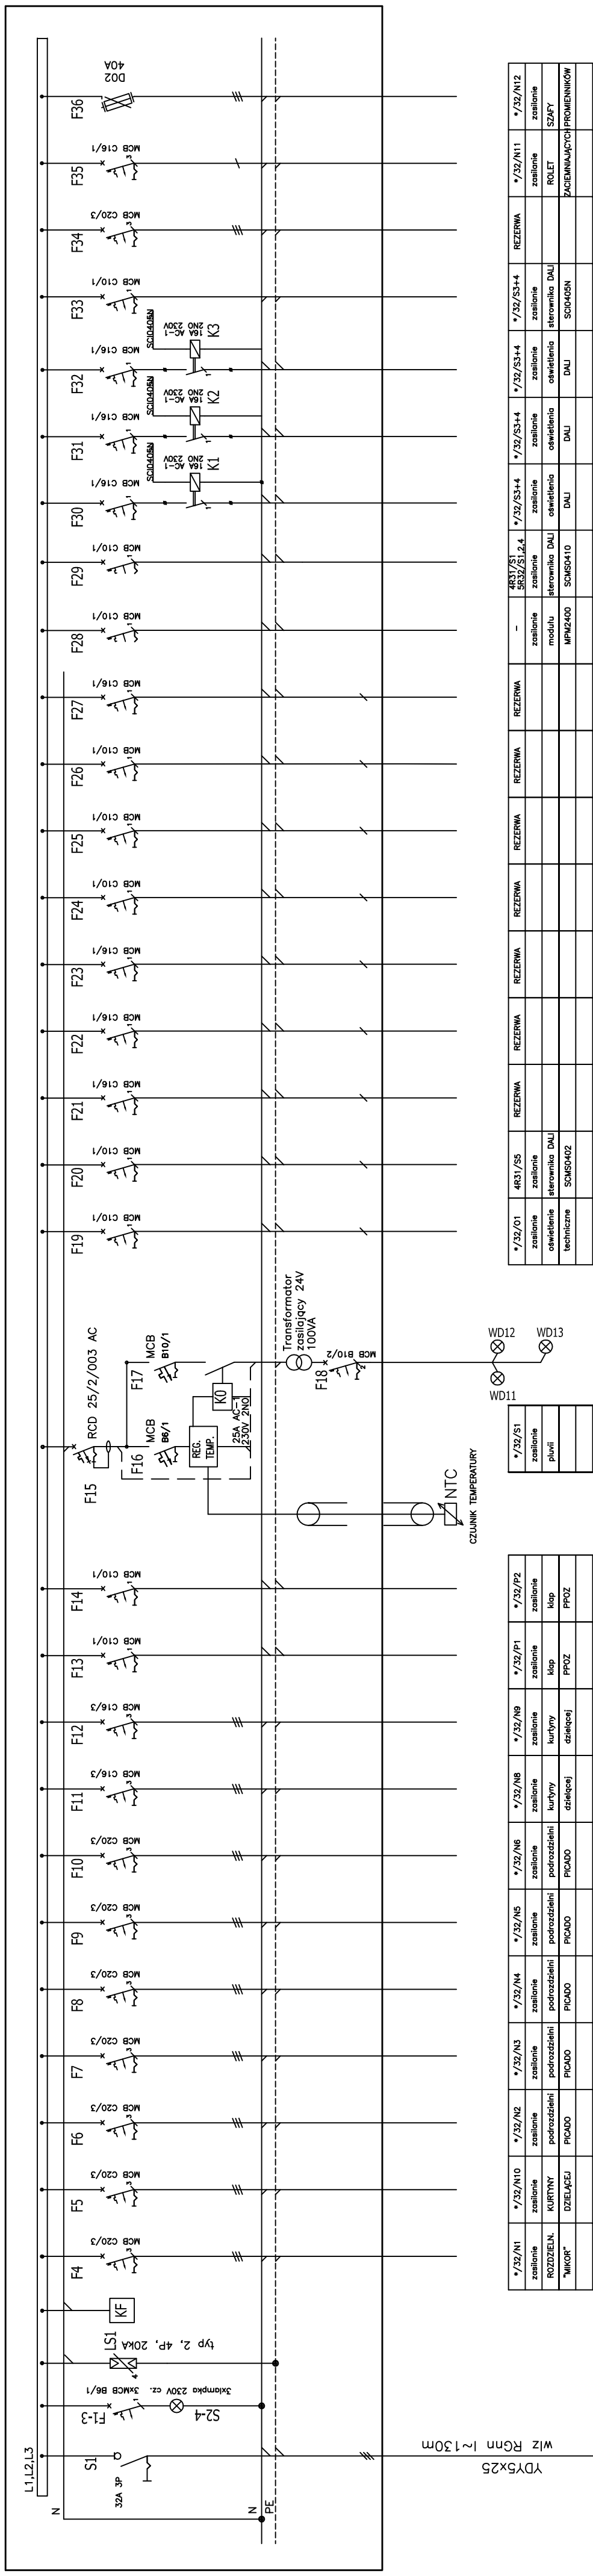 L1,L2,L3
N
N
PE
S1
32A 3P
YDY5x25
wlz RGnn l~130m
F1-3
3xMCB B6/1
S2-4
3xlampka 230V cz.
LS1
4
typ 2, 4P, 20kA
KF
F4
MCB C20/3
F5
MCB C20/3
F6
MCB C20/3
F7
MCB C20/3
F8
MCB C20/3
F9
MCB C20/3
F10
MCB C20/3
F11
MCB C16/3
F12
MCB C16/3
F13
MCB C10/1
F14
MCB C10/1
F15
RCD 25/2/003 AC
F16
MCB
B6/1
F17
MCB
B10/1
REG.
TEMP.
K0
25A AC-1
230V 2NO
Transformator
zasilający 24V
100VA
F18
MCB B10/2
NTC
CZUJNIK TEMPERATURY
WD11
WD12
WD13
F19
MCB C10/1
F20
MCB C10/1
F21
MCB C16/1
F22
MCB C16/1
F23
MCB C16/1
F24
MCB C10/1
F25
MCB C10/1
F26
MCB C10/1
F27
MCB C16/1
F28
MCB C10/1
F29
MCB C10/1
F30
MCB C16/1
SCI0405N
K1
16A AC-1
2NO 230V
F31
MCB C16/1
SCI0405N
K2
16A AC-1
2NO 230V
F32
MCB C16/1
SCI0405N
K3
16A AC-1
2NO 230V
F33
MCB C10/1
F34
MCB C20/3
F35
MCB C16/1
F36
D02
40A
*/32/N1
zasilanie
ROZDZIELN.
"MIKOR"
*/32/N10
zasilanie
KURTYNY
DZIELĄCEJ
*/32/N2
zasilanie
podrozdzielni
PICADO
*/32/N3
zasilanie
podrozdzielni
PICADO
*/32/N4
zasilanie
podrozdzielni
PICADO
*/32/N5
zasilanie
podrozdzielni
PICADO
*/32/N6
zasilanie
podrozdzielni
PICADO
*/32/N8
zasilanie
kurtyny
dzielącej
*/32/N9
zasilanie
kurtyny
dzielącej
*/32/P1
zasilanie
klap
PPOZ
*/32/P2
zasilanie
klap
PPOZ
*/32/S1
zasilanie
pluvii
*/32/O1
zasilanie
oświetlenie
techniczne
4R31/S5
zasilanie
sterownika DALI
SCMS0402
REZERWA
REZERWA
REZERWA
REZERWA
REZERWA
REZERWA
REZERWA
-
zasilanie
modułu
MPM2400
4R31/S1
5R32/S1,2,4
zasilanie
sterownika DALI
SCMS0410
*/32/S3+4
zasilanie
oświetlenia
DALI
*/32/S3+4
zasilanie
oświetlenia
DALI
*/32/S3+4
zasilanie
oświetlenia
DALI
*/32/S3+4
zasilanie
sterownika DALI
SCI0405N
REZERWA
*/32/N11
zasilanie
ROLET
ZACIEMNIAJĄCYCH
*/32/N12
zasilanie
SZAFY
PROMIENNIKÓW